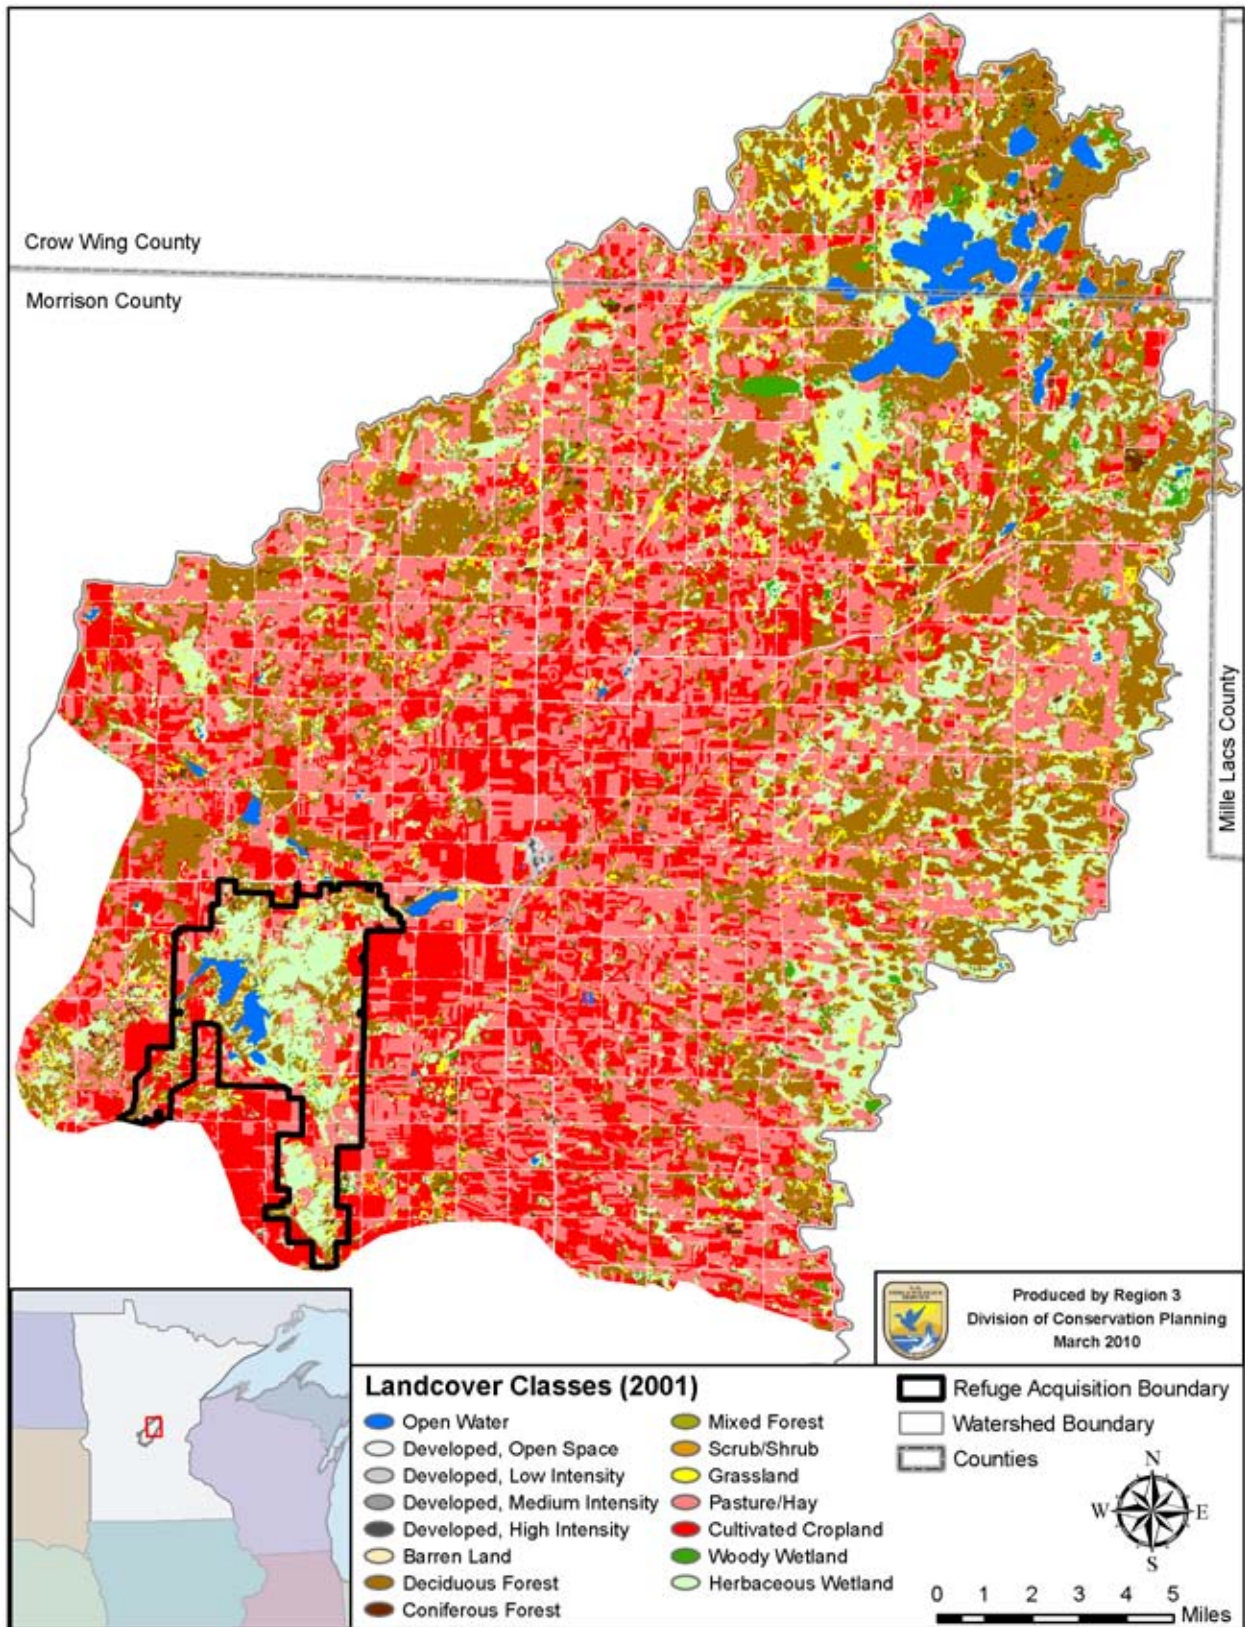 Crow Wing County
Morrison County
Mille Lacs County
Produced by Region 3
Division of Conservation Planning
March 2010
Landcover Classes (2001)
Open Water
Developed, Open Space
Developed, Low Intensity
Developed, Medium Intensity
Developed, High Intensity
Barren Land
Deciduous Forest
Coniferous Forest
Mixed Forest
Scrub/Shrub
Grassland
Pasture/Hay
Cultivated Cropland
Woody Wetland
Herbaceous Wetland
Refuge Acquisition Boundary
Watershed Boundary
Counties
N
W E
S
0 1 2 3 4 5
Miles